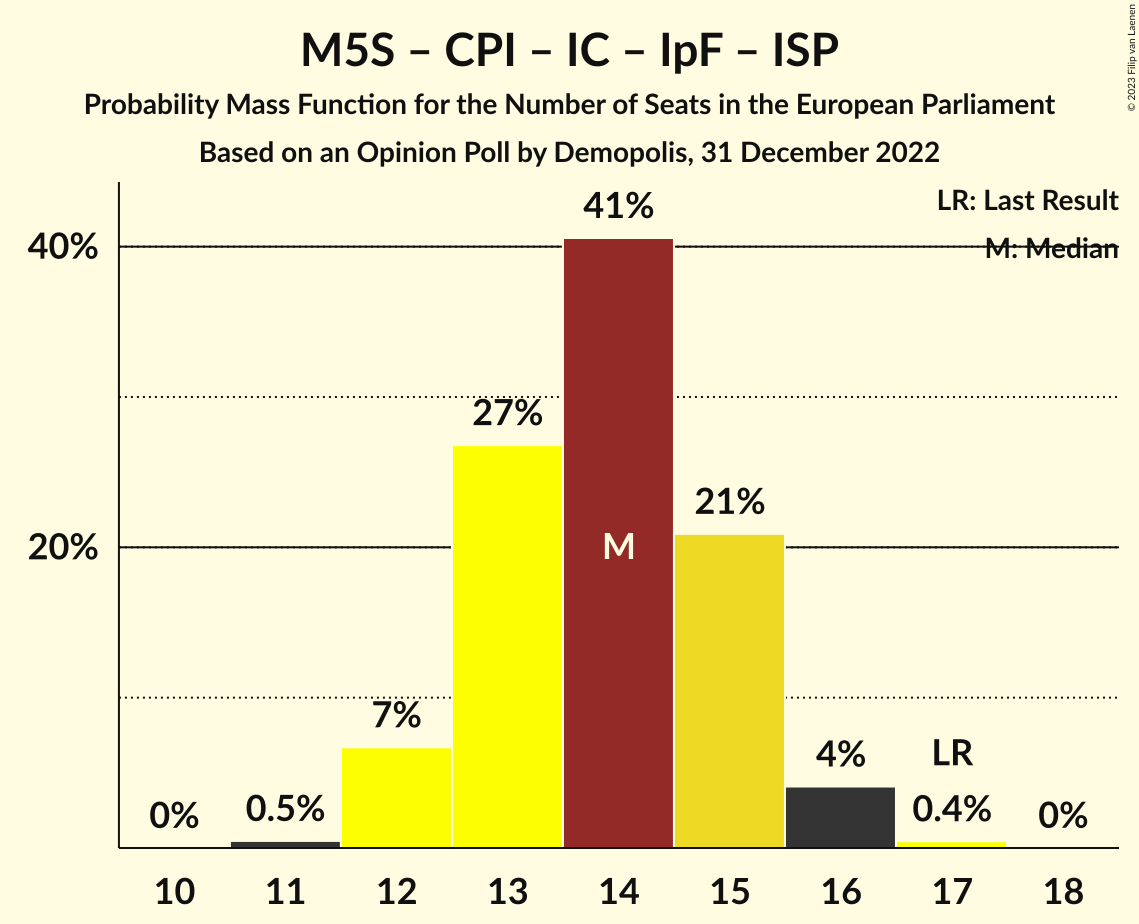 M5S – CPI – IC – IpF – ISP
Probability Mass Function for the Number of Seats in the European Parliament
Based on an Opinion Poll by Demopolis, 31 December 2022
© 2023 Filip van Laenen
LR: Last Result
M: Median
40%
20%
0%
0.5%
7%
27%
41%
M
21%
4%
LR
0.4%
0%
10 11 12 13 14 15 16 17 18